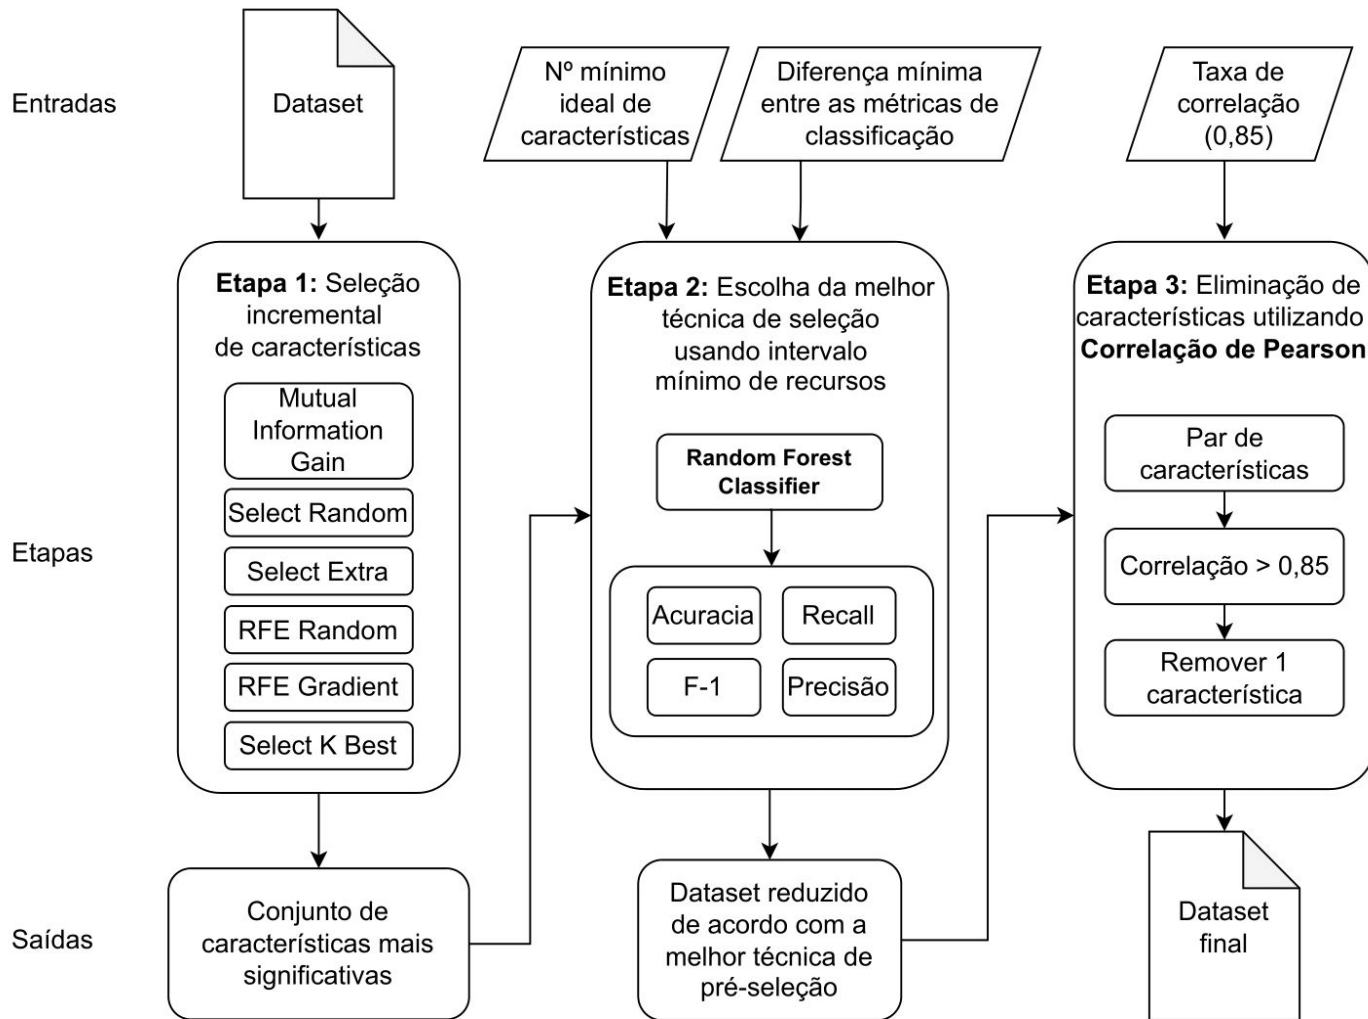 Entradas
Dataset
Nº mínimo
ideal de
características
Diferença mínima
entre as métricas de
classificação
Taxa de
correlação
(0,85)
Etapas
Etapa 1: Seleção
incremental
de características
Mutual
Information
Gain
Select Random
Select Extra
RFE Random
RFE Gradient
Select K Best
Etapa 2: Escolha da melhor
técnica de seleção
usando intervalo
mínimo de recursos
Random Forest
Classifier
Acuracia
Recall
F-1
Precisão
Etapa 3: Eliminação de
características utilizando
Correlação de Pearson
Par de
características
Correlação > 0,85
Remover 1
característica
Saídas
Conjunto de
características mais
significativas
Dataset reduzido
de acordo com a
melhor técnica de
pré-seleção
Dataset
final